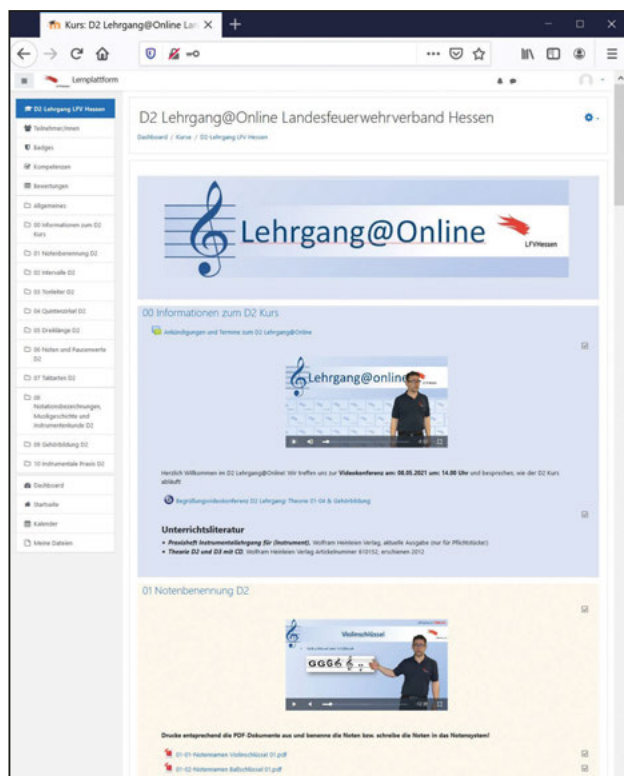 Kurs: D2 Lehrgang@Online Lan
Lernplattform
D2 Lehrgang LFV Hessen
Teilnehmer/innen
Badges
Kompetenzen
Bewertungen
Allgemeines
00 Informationen zum D2
Kurs
01 Notenbenennung D2
02 Intervalle D2
03 Tonleiter D2
04 Quintenzirkel D2
05 Dreiklänge D2
06 Noten und Pausenwerte
D2
07 Taktarten D2
08
Notationsbezeichnungen,
Musikgeschichte und
Instrumentenkunde D2
09 Gehörbildung D2
10 Instrumentale Praxis D2
Dashboard
Startseite
Kalender
Meine Dateien
D2 Lehrgang@Online Landesfeuerwehrverband Hessen
Dashboard / Kurse / D2-Lehrgang LFV Hessen
Lehrgang@Online
LFVHessen
00 Informationen zum D2 Kurs
Ankündigungen und Termine zum D2 Lehrgang@Online
Lehrgang@online
Herzlich Willkommen im D2 Lehrgang@Online! Wir treffen uns zur Videokonferenz am: 08.05.2021 um: 14.00 Uhr und besprechen, wie der D2 Kurs
abläuft
Begrüßungsvideokonferenz D2 Lehrgang: Theorie 01-04 & Gehörbildung
Unterrichtsliteratur
• Praxisheft Instrumentallehrgang für (Instrument), Wolfram Heinlein Verlag, aktuelle Ausgabe (nur für Pflichtstücke)
• Theorie D2 und D3 mit CD, Wolfram Heinlein Verlag Artickelnummer 610152, erschienen 2012
01 Notenbenennung D2
Violinschlüssel
Drucke entsprechend die PDF-Dokumente aus und benenne die Noten bzw. schreibe die Noten in das Notensystem!
01-01-Notennamen Violinschlüssel 01.pdf
01-02-Notennamen Baßschlüssel 01.pdf